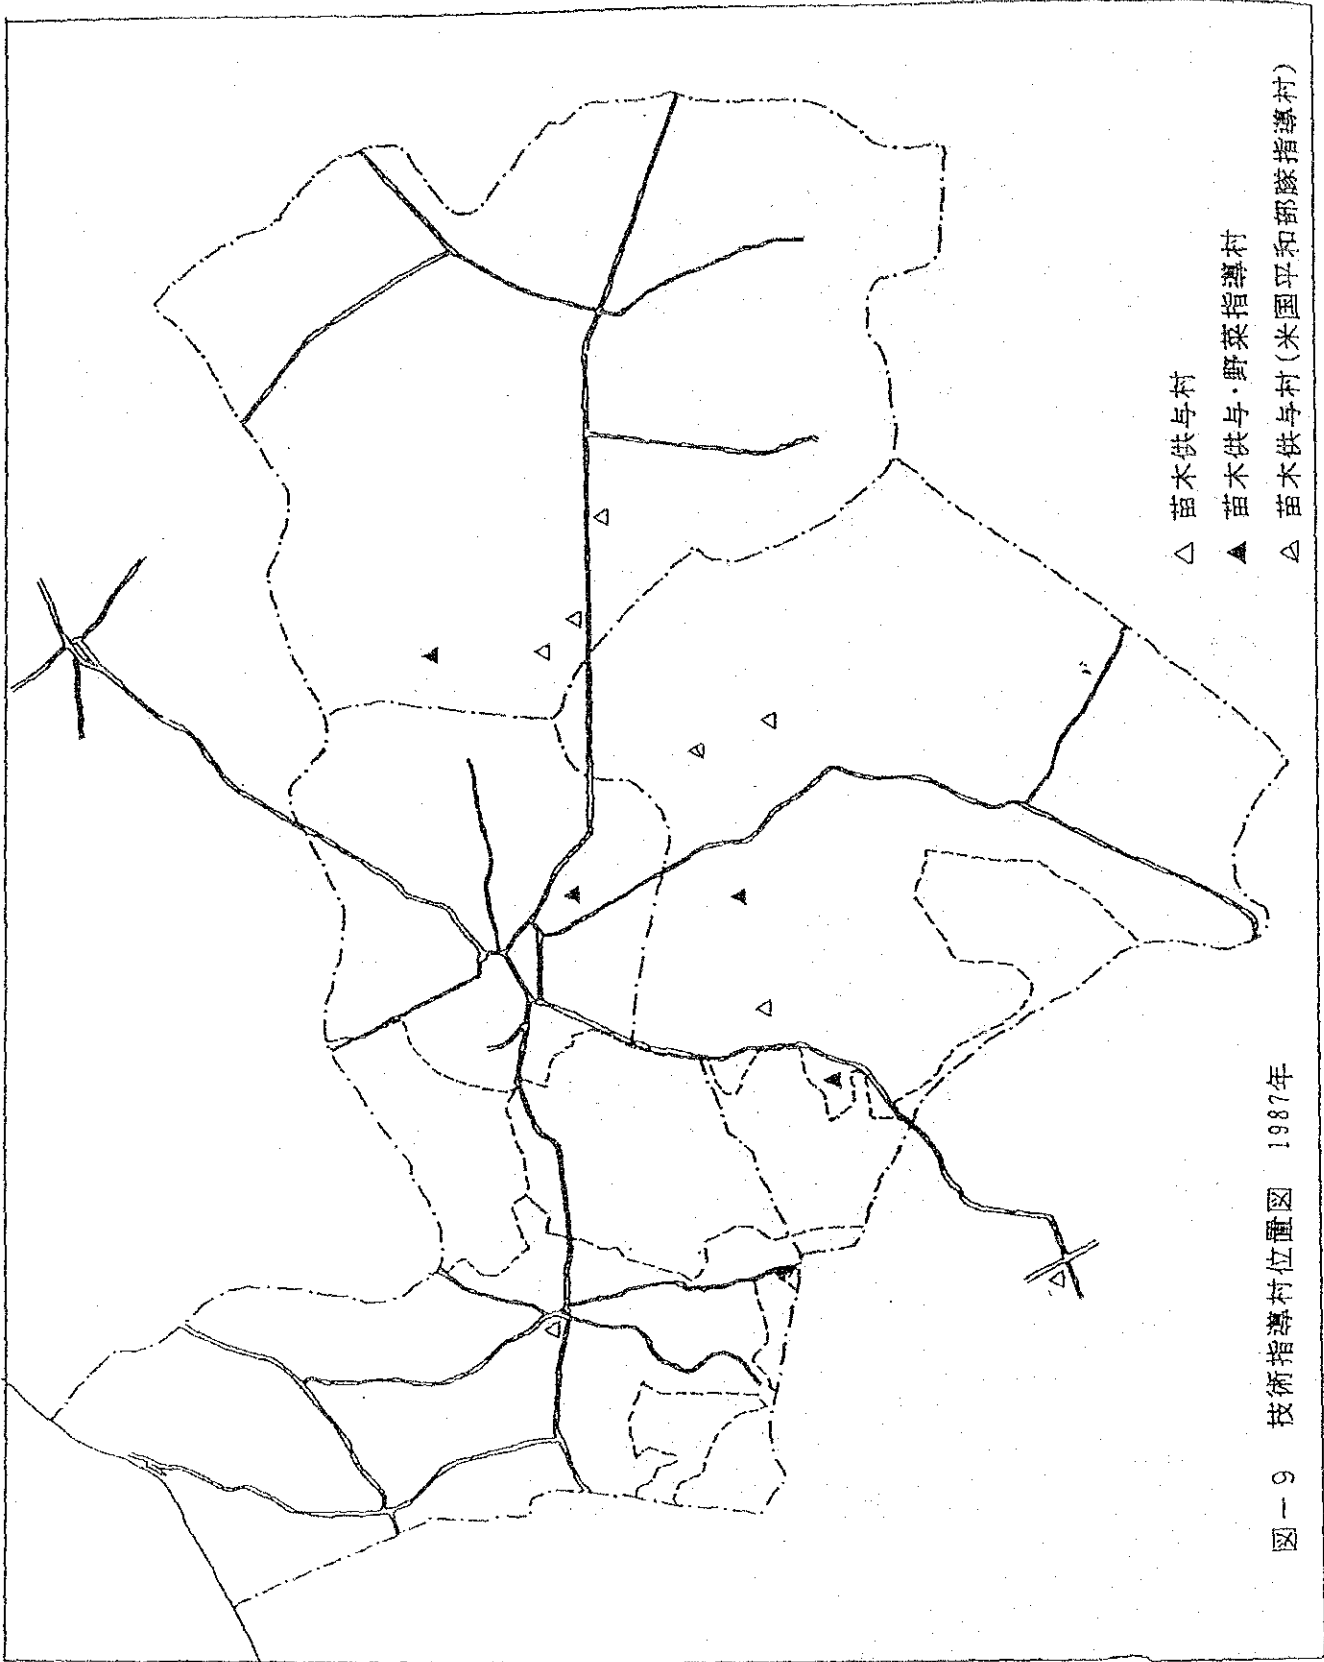 △ 苗木供与村
▲ 苗木供与・野菜指導村
◬ 苗木供与村(米国平和部隊指導村)
図－9 技術指導村位置図 1987年